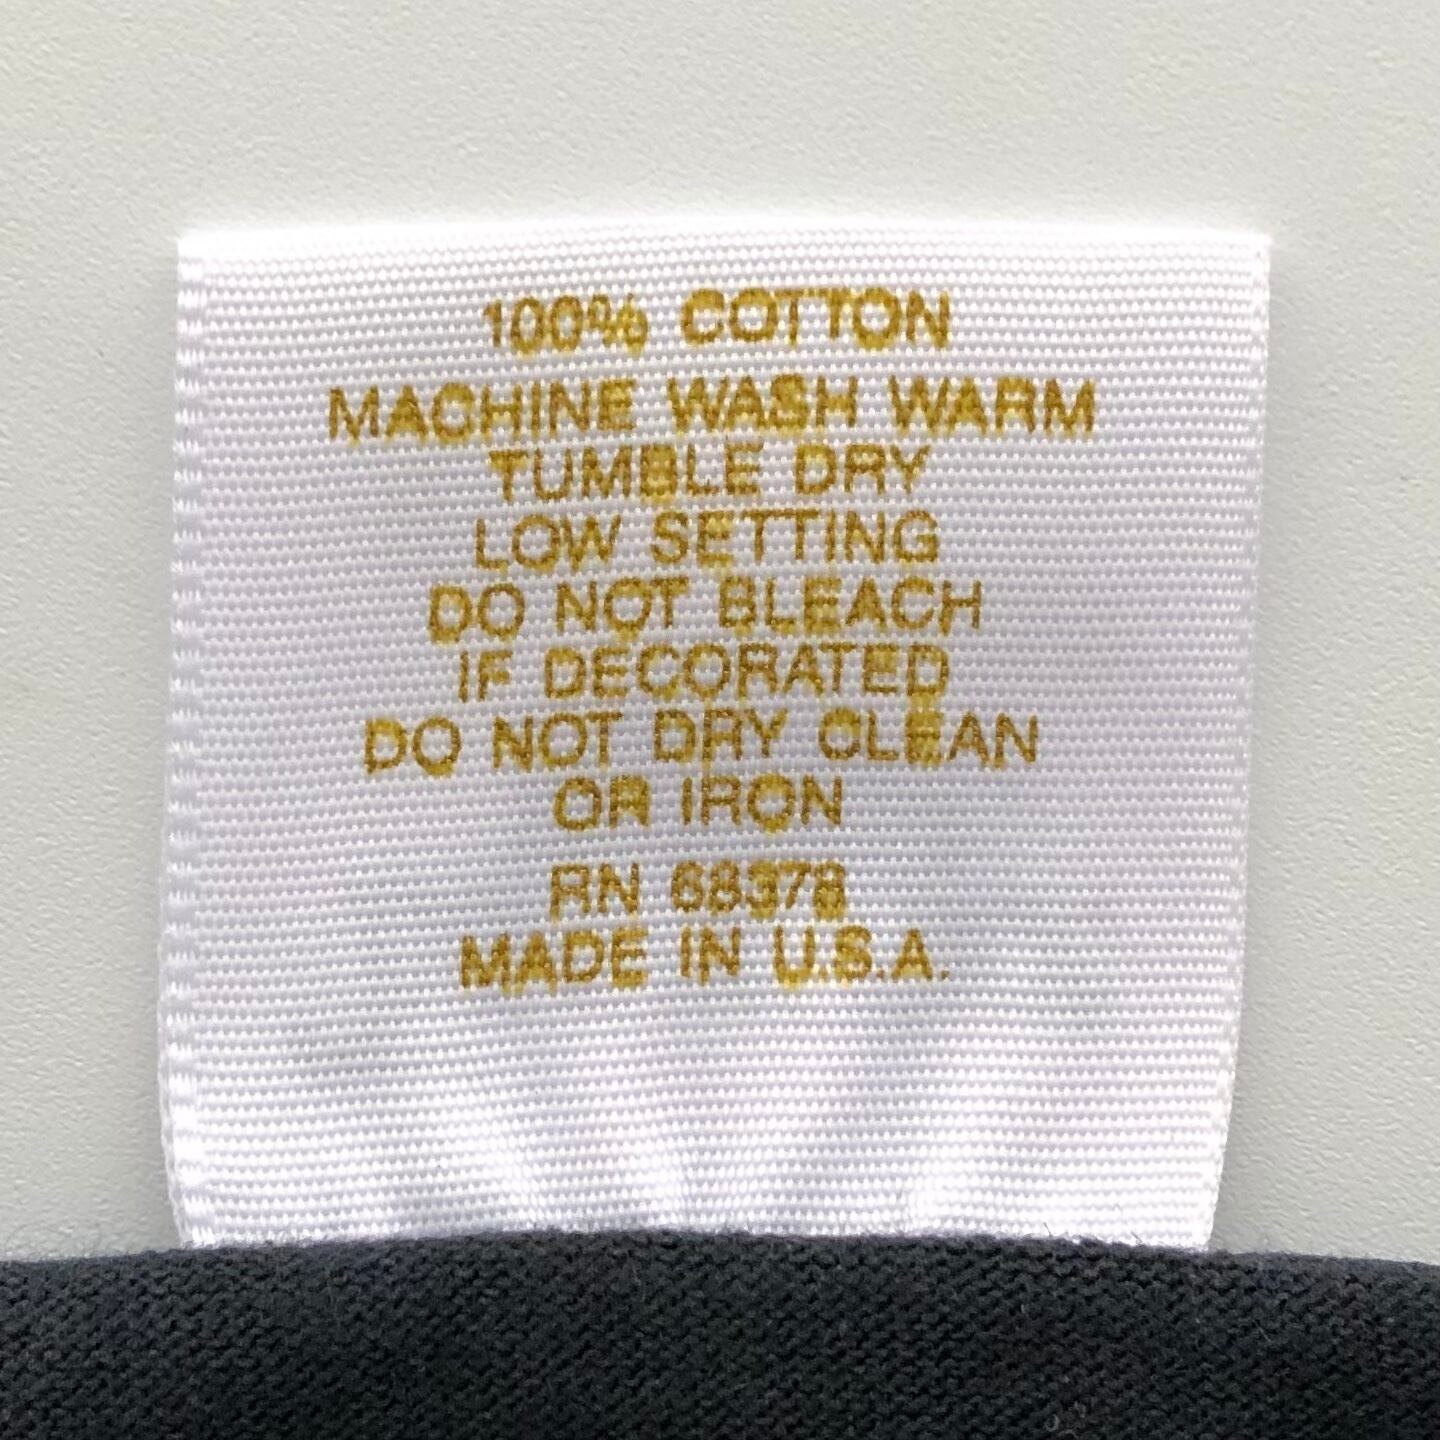 100% COTTON
MACHINE WASH WARM
TUMBLE DRY
LOW SETTING
DO NOT BLEACH
IF DECORATED
DO NOT DRY CLEAN
OR IRON
RN 68378
MADE IN U.S.A.